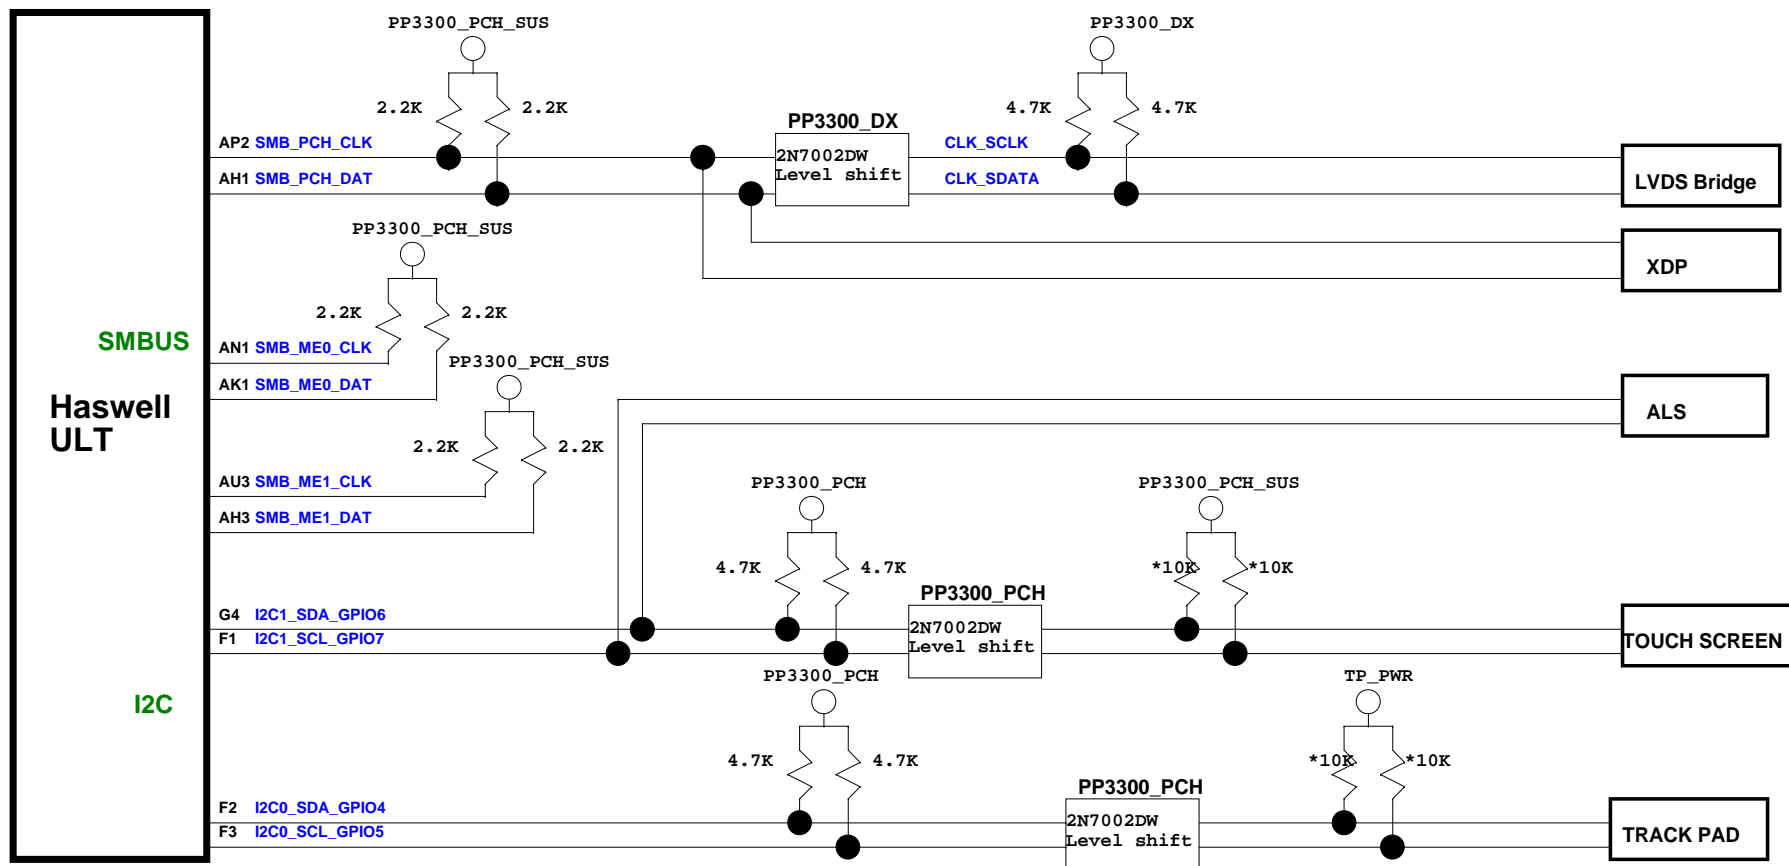 PP3300_PCH_SUS
PP3300_DX
2.2K
2.2K
4.7K
4.7K
PP3300_DX
AP2 SMB_PCH_CLK
2N7002DW
Level shift
CLK_SCLK
AH1 SMB_PCH_DAT
CLK_SDATA
LVDS Bridge
PP3300_PCH_SUS
XDP
2.2K
2.2K
SMBUS
AN1 SMB_ME0_CLK
PP3300_PCH_SUS
AK1 SMB_ME0_DAT
Haswell
ULT
ALS
2.2K
2.2K
AU3 SMB_ME1_CLK
PP3300_PCH
PP3300_PCH_SUS
AH3 SMB_ME1_DAT
4.7K
4.7K
*10K
*10K
PP3300_PCH
G4 I2C1_SDA_GPIO6
2N7002DW
Level shift
F1 I2C1_SCL_GPIO7
TOUCH SCREEN
PP3300_PCH
TP_PWR
I2C
4.7K
4.7K
*10K
*10K
PP3300_PCH
F2 I2C0_SDA_GPIO4
2N7002DW
Level shift
F3 I2C0_SCL_GPIO5
TRACK PAD